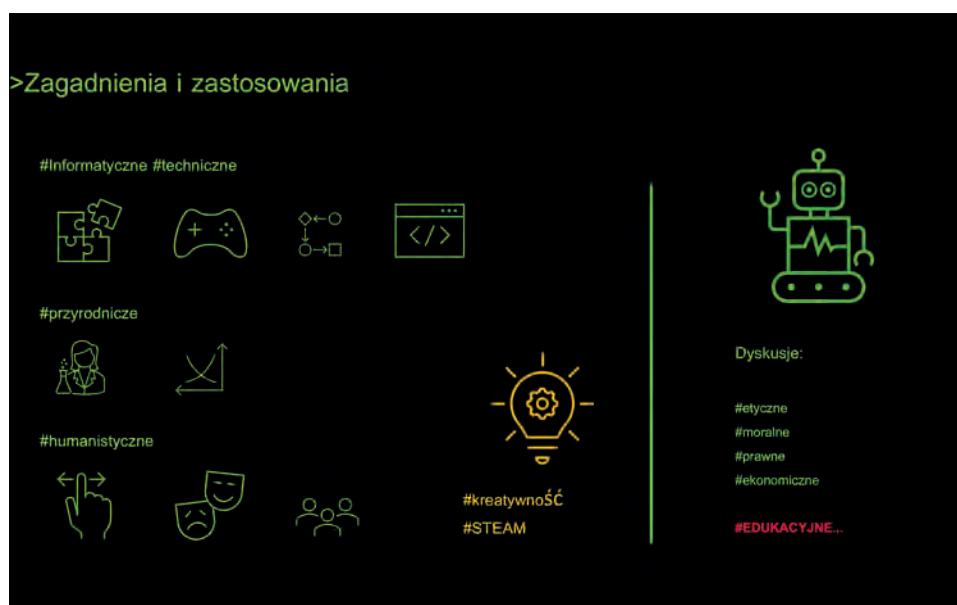 >Zagadnienia i zastosowania
#Informatyczne #techniczne
</>
#przyrodnicze
#humanistyczne
#kreatywnośĆ
#STEAM
Dyskusje:
#etyczne
#moralne
#prawne
#ekonomiczne
#EDUKACYJNE...